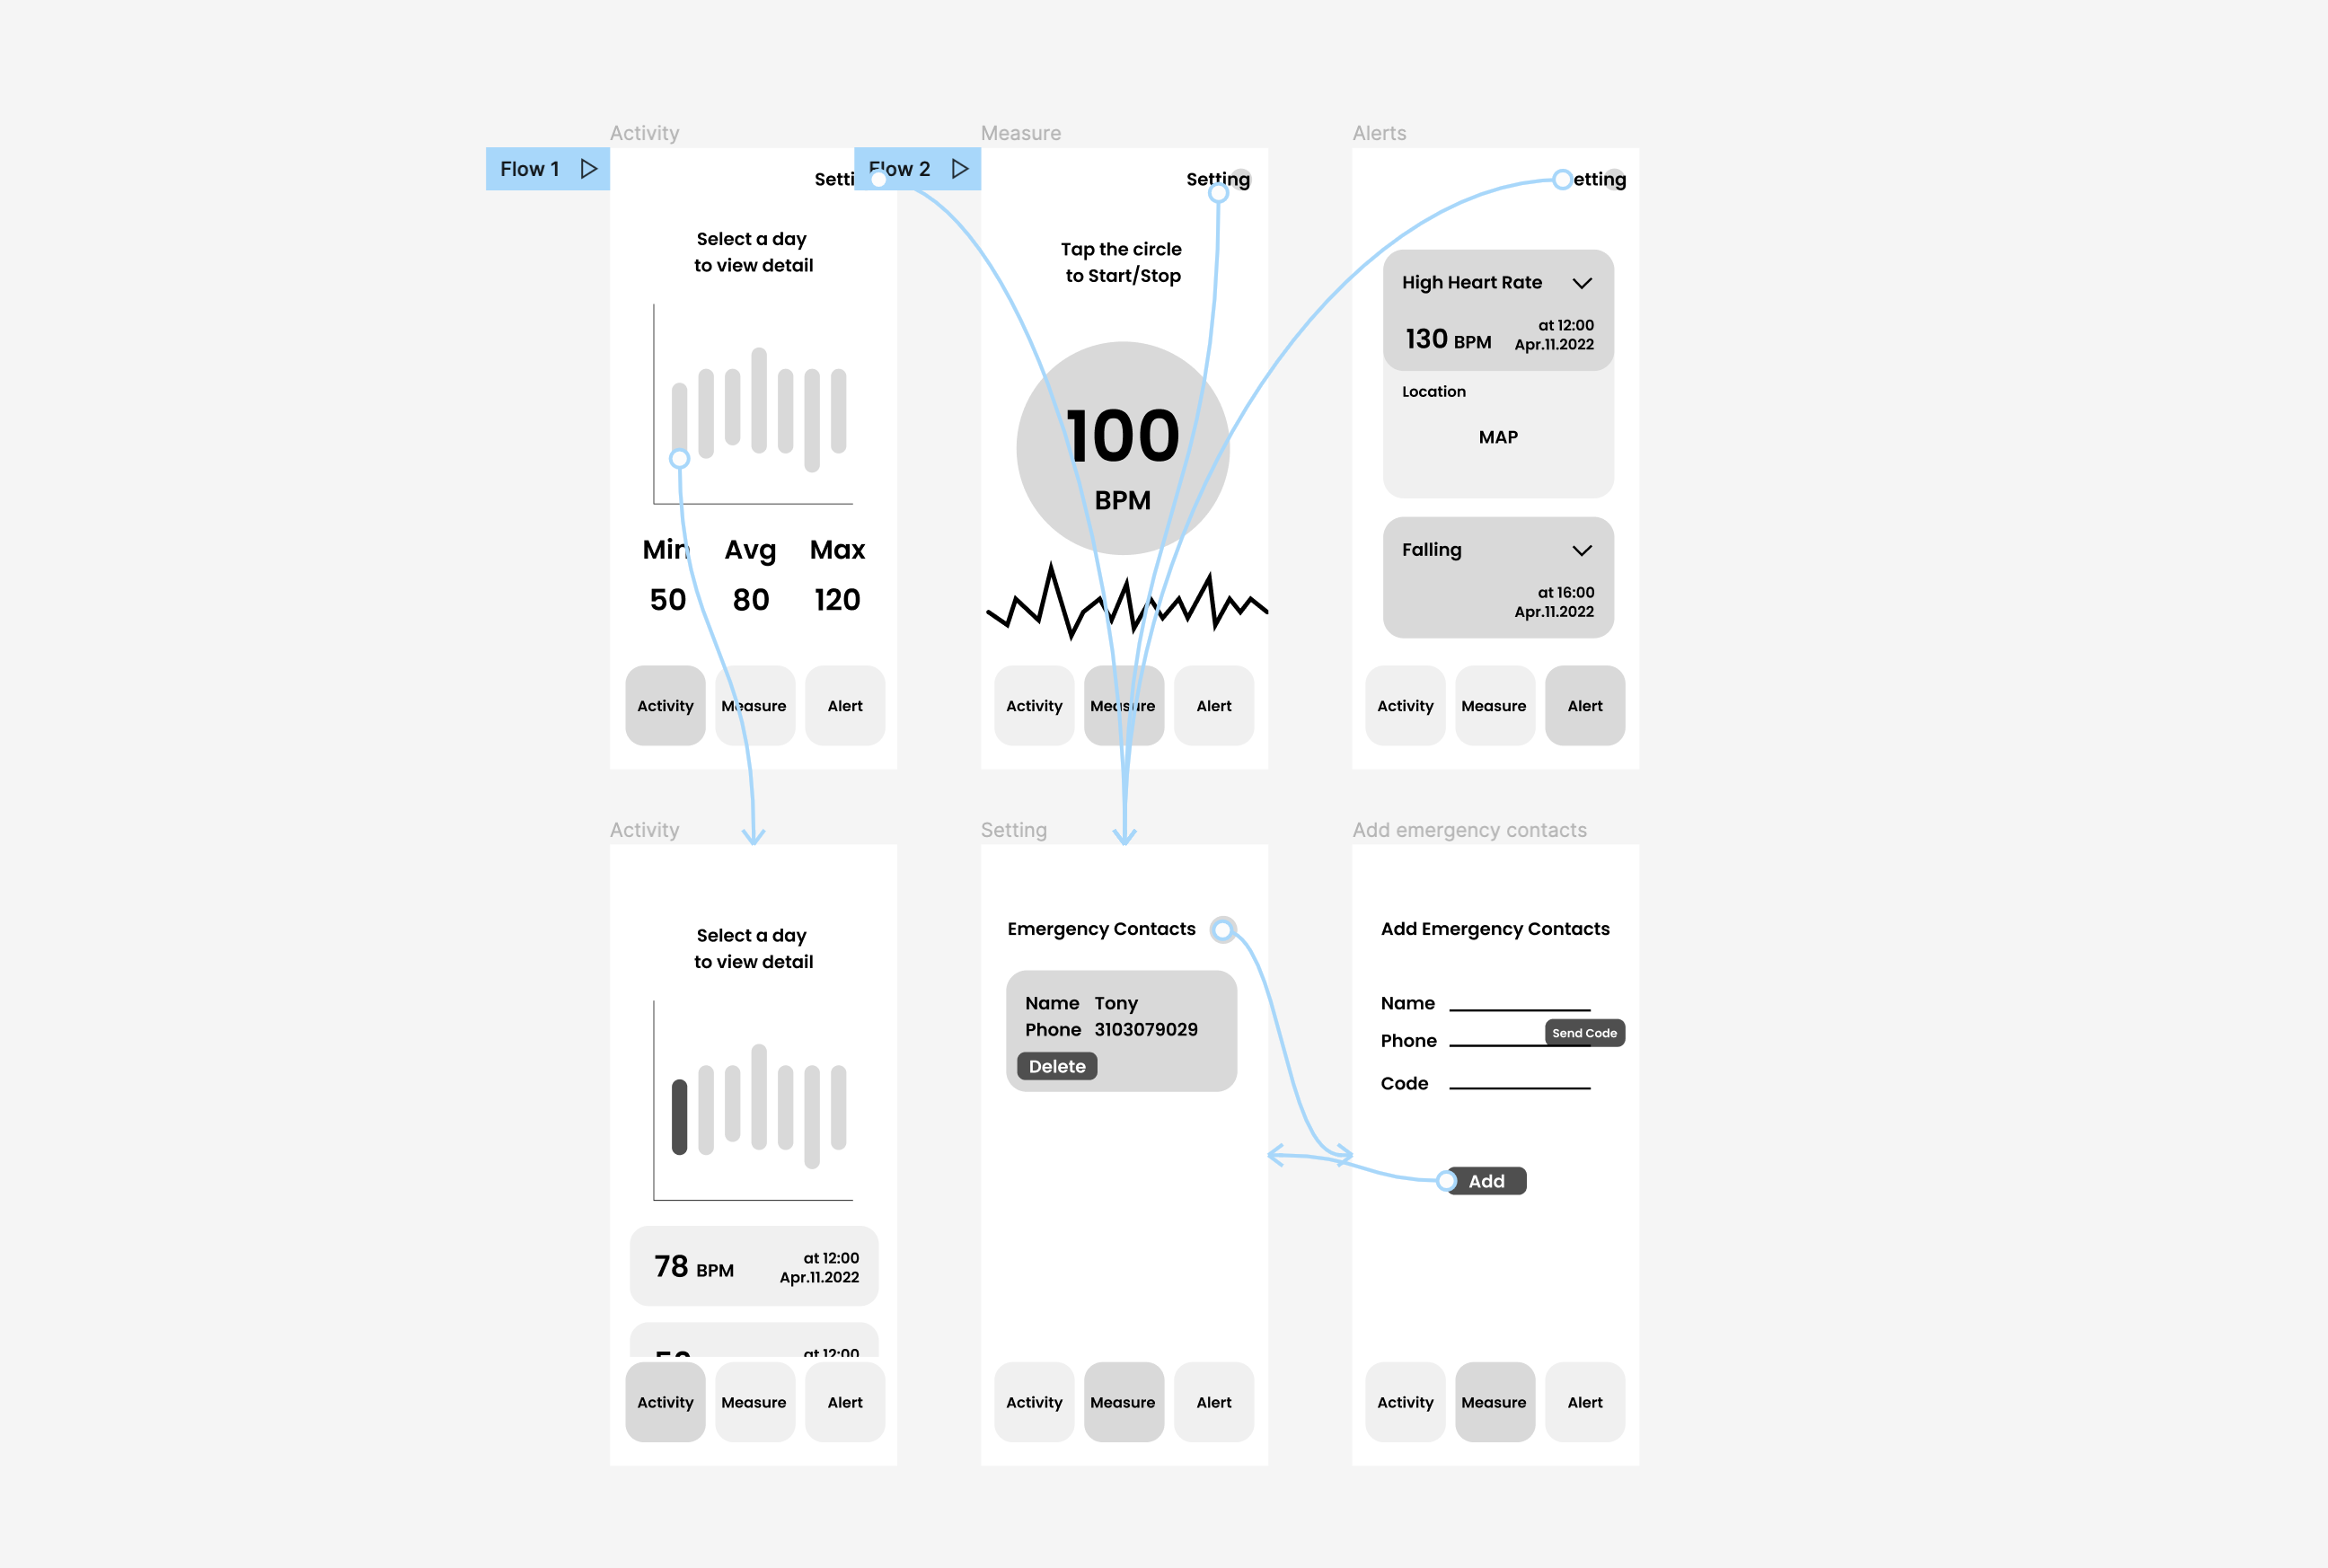 Activity
Flow 1
Setti
Select a day
to view detail
Min Avg Max
50 80 120
Activity Measure Alert
Measure
Flow 2
Setting
Tap the circle
to Start/Stop
100
BPM
Activity Measure Alert
Alerts
etting
High Heart Rate
130 BPM
at 12:00
Apr.11.2022
Location
MAP
Falling
at 16:00
Apr.11.2022
Activity Measure Alert
Activity
Select a day
to view detail
78 BPM
at 12:00
Apr.11.2022
at 12:00
Activity Measure Alert
Setting
Emergency Contacts
Name Tony
Phone 3103079029
Delete
Activity Measure Alert
Add emergency contacts
Add Emergency Contacts
Name
Send Code
Phone
Code
Add
Activity Measure Alert